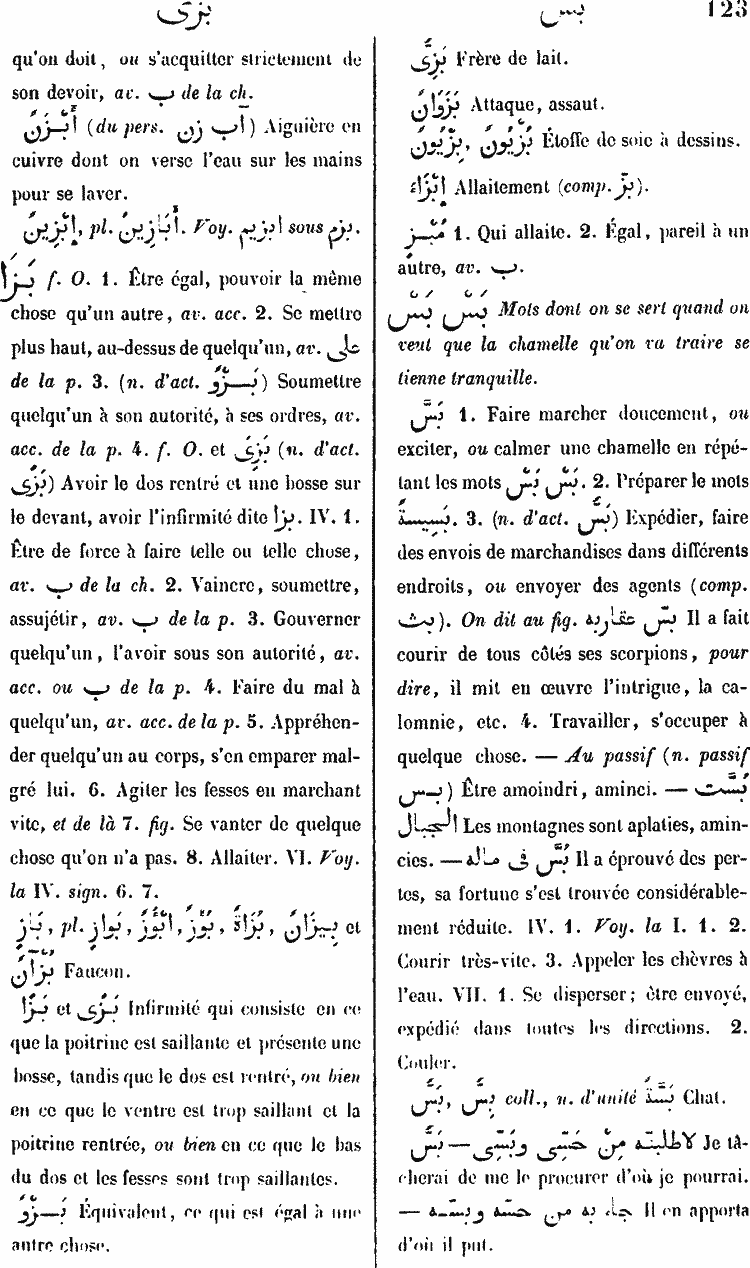 بزى
بس
123
qu'on doit, ou s'acquitter strictement de
son devoir, av. ب de la ch.
أَبْزَنٌ (du pers. آب زن) Aiguière en
cuivre dont on verse l'eau sur les mains
pour se laver.
إِبْزِينٌ, pl. أَبَازِينُ. Voy. ابزيم sous بزم.
بَزَا f. O. 1. Être égal, pouvoir la même
chose qu'un autre, av. acc. 2. Se mettre
plus haut, au-dessus de quelqu'un, av. على
de la p. 3. (n. d'act. بَزْوٌ) Soumettre
quelqu'un à son autorité, à ses ordres, av.
acc. de la p. 4. f. O. et بَزِىَ (n. d'act.
بَزًى) Avoir le dos rentré et une bosse sur
le devant, avoir l'infirmité dite بزا. IV. 1.
Être de force à faire telle ou telle chose,
av. ب de la ch. 2. Vaincre, soumettre,
assujétir, av. ب de la p. 3. Gouverner
quelqu'un, l'avoir sous son autorité, av.
acc. ou ب de la p. 4. Faire du mal à
quelqu'un, av. acc. de la p. 5. Appréhen-
der quelqu'un au corps, s'en emparer mal-
gré lui. 6. Agiter les fesses en marchant
vite, et de là 7. fig. Se vanter de quelque
chose qu'on n'a pas. 8. Allaiter. VI. Voy.
la IV. sign. 6. 7.
بَازٍ, pl. بَوازٍ, أَبْؤُزٌ, بُؤْزٌ, بُزَاةٌ, بِيزَانٌ et
بُزْآنٌ Faucon.
بَزًا et بَزًى Infirmité qui consiste en ce
que la poitrine est saillante et présente une
bosse, tandis que le dos est rentré, ou bien
en ce que le ventre est trop saillant et la
poitrine rentrée, ou bien en ce que le bas
du dos et les fesses sont trop saillantes.
بَزْوٌ Équivalent, ce qui est égal à une
autre chose.
بَزِىٌّ Frère de lait.
بَزَوَانٌ Attaque, assaut.
بُزْيُونٌ, بِزْيَوْنٌ Étoffe de soie à dessins.
إِبْزَاءٌ Allaitement (comp. بزّ).
مُبْزٍ 1. Qui allaite. 2. Égal, pareil à un
autre, av. ب.
بَسْ بَسْ Mots dont on se sert quand on
veut que la chamelle qu'on va traire se
tienne tranquille.
بَسَّ 1. Faire marcher doucement, ou
exciter, ou calmer une chamelle en répé-
tant les mots بَسْ بَسْ. 2. Préparer le mets
بَسِيسَةٌ. 3. (n. d'act. بَسٌّ) Expédier, faire
des envois de marchandises dans différents
endroits, ou envoyer des agents (comp.
بث). On dit au fig. بسّ عقاربه Il a fait
courir de tous côtés ses scorpions, pour
dire, il mit en œuvre l'intrigue, la ca-
lomnie, etc. 4. Travailler, s'occuper à
quelque chose. — Au passif (n. passif
بس) Être amoindri, aminci. — بُسَّت
الجبال Les montagnes sont aplaties, amin-
cies. — بُسَّ فى ماله Il a éprouvé des per-
tes, sa fortune s'est trouvée considérable-
ment réduite. IV. 1. Voy. la I. 1. 2.
Courir très-vite. 3. Appeler les chèvres à
l'eau. VII. 1. Se disperser; être envoyé,
expédié dans toutes les directions. 2.
Couler.
بَسٌّ, بِسٌّ coll., n. d'unité بَسَّةٌ Chat.
بَسٌّ — لاطلبنّه مِنْ حَسِّى وبَسِّى Je tâ-
cherai de me le procurer d'où je pourrai.
— جاء به من حسّه وبسّه Il en apporta
d'où il put.